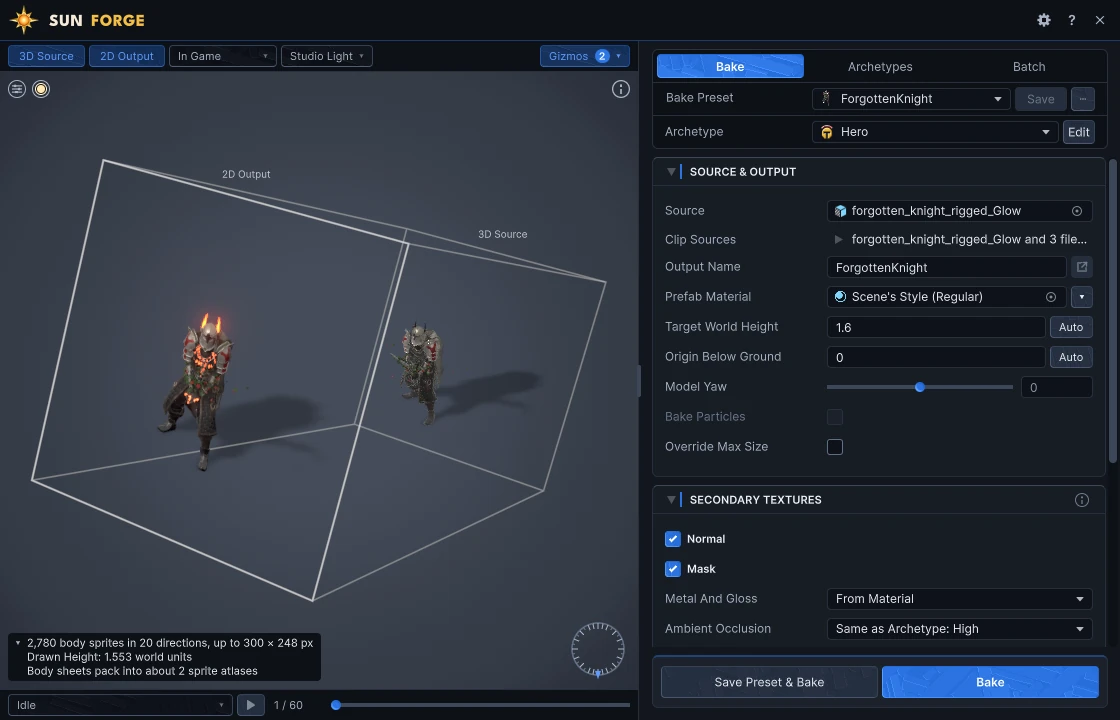 SUN FORGE
?
3D Source
2D Output
In Game
Studio Light
Gizmos 2
2D Output
3D Source
2,780 body sprites in 20 directions, up to 300 × 248 px
Drawn Height: 1.553 world units
Body sheets pack into about 2 sprite atlases
Idle
1 / 60
Bake
Archetypes
Batch
Bake Preset
ForgottenKnight
Save
Archetype
Hero
Edit
SOURCE & OUTPUT
Source
forgotten_knight_rigged_Glow
Clip Sources
forgotten_knight_rigged_Glow and 3 file...
Output Name
ForgottenKnight
Prefab Material
Scene's Style (Regular)
Target World Height
1.6
Auto
Origin Below Ground
0
Auto
Model Yaw
0
Bake Particles
Override Max Size
SECONDARY TEXTURES
Normal
Mask
Metal And Gloss
From Material
Ambient Occlusion
Same as Archetype: High
Save Preset & Bake
Bake